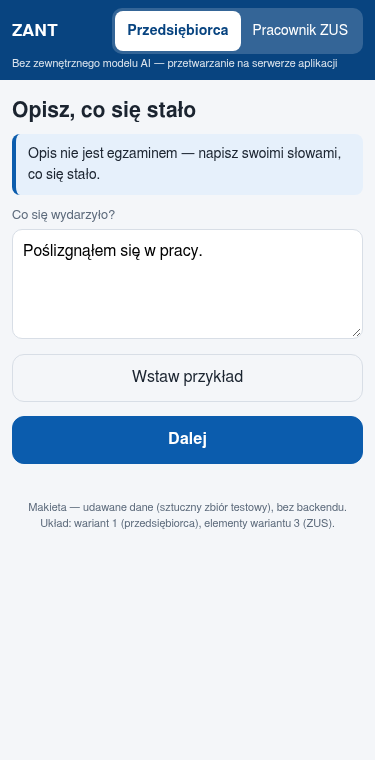 ZANT
Przedsiębiorca
Pracownik ZUS
Bez zewnętrznego modelu AI — przetwarzanie na serwerze aplikacji
Opisz, co się stało
Opis nie jest egzaminem — napisz swoimi słowami,
co się stało.
Co się wydarzyło?
Poślizgnąłem się w pracy.
Wstaw przykład
Dalej
Makieta — udawane dane (sztuczny zbiór testowy), bez backendu.
Układ: wariant 1 (przedsiębiorca), elementy wariantu 3 (ZUS).